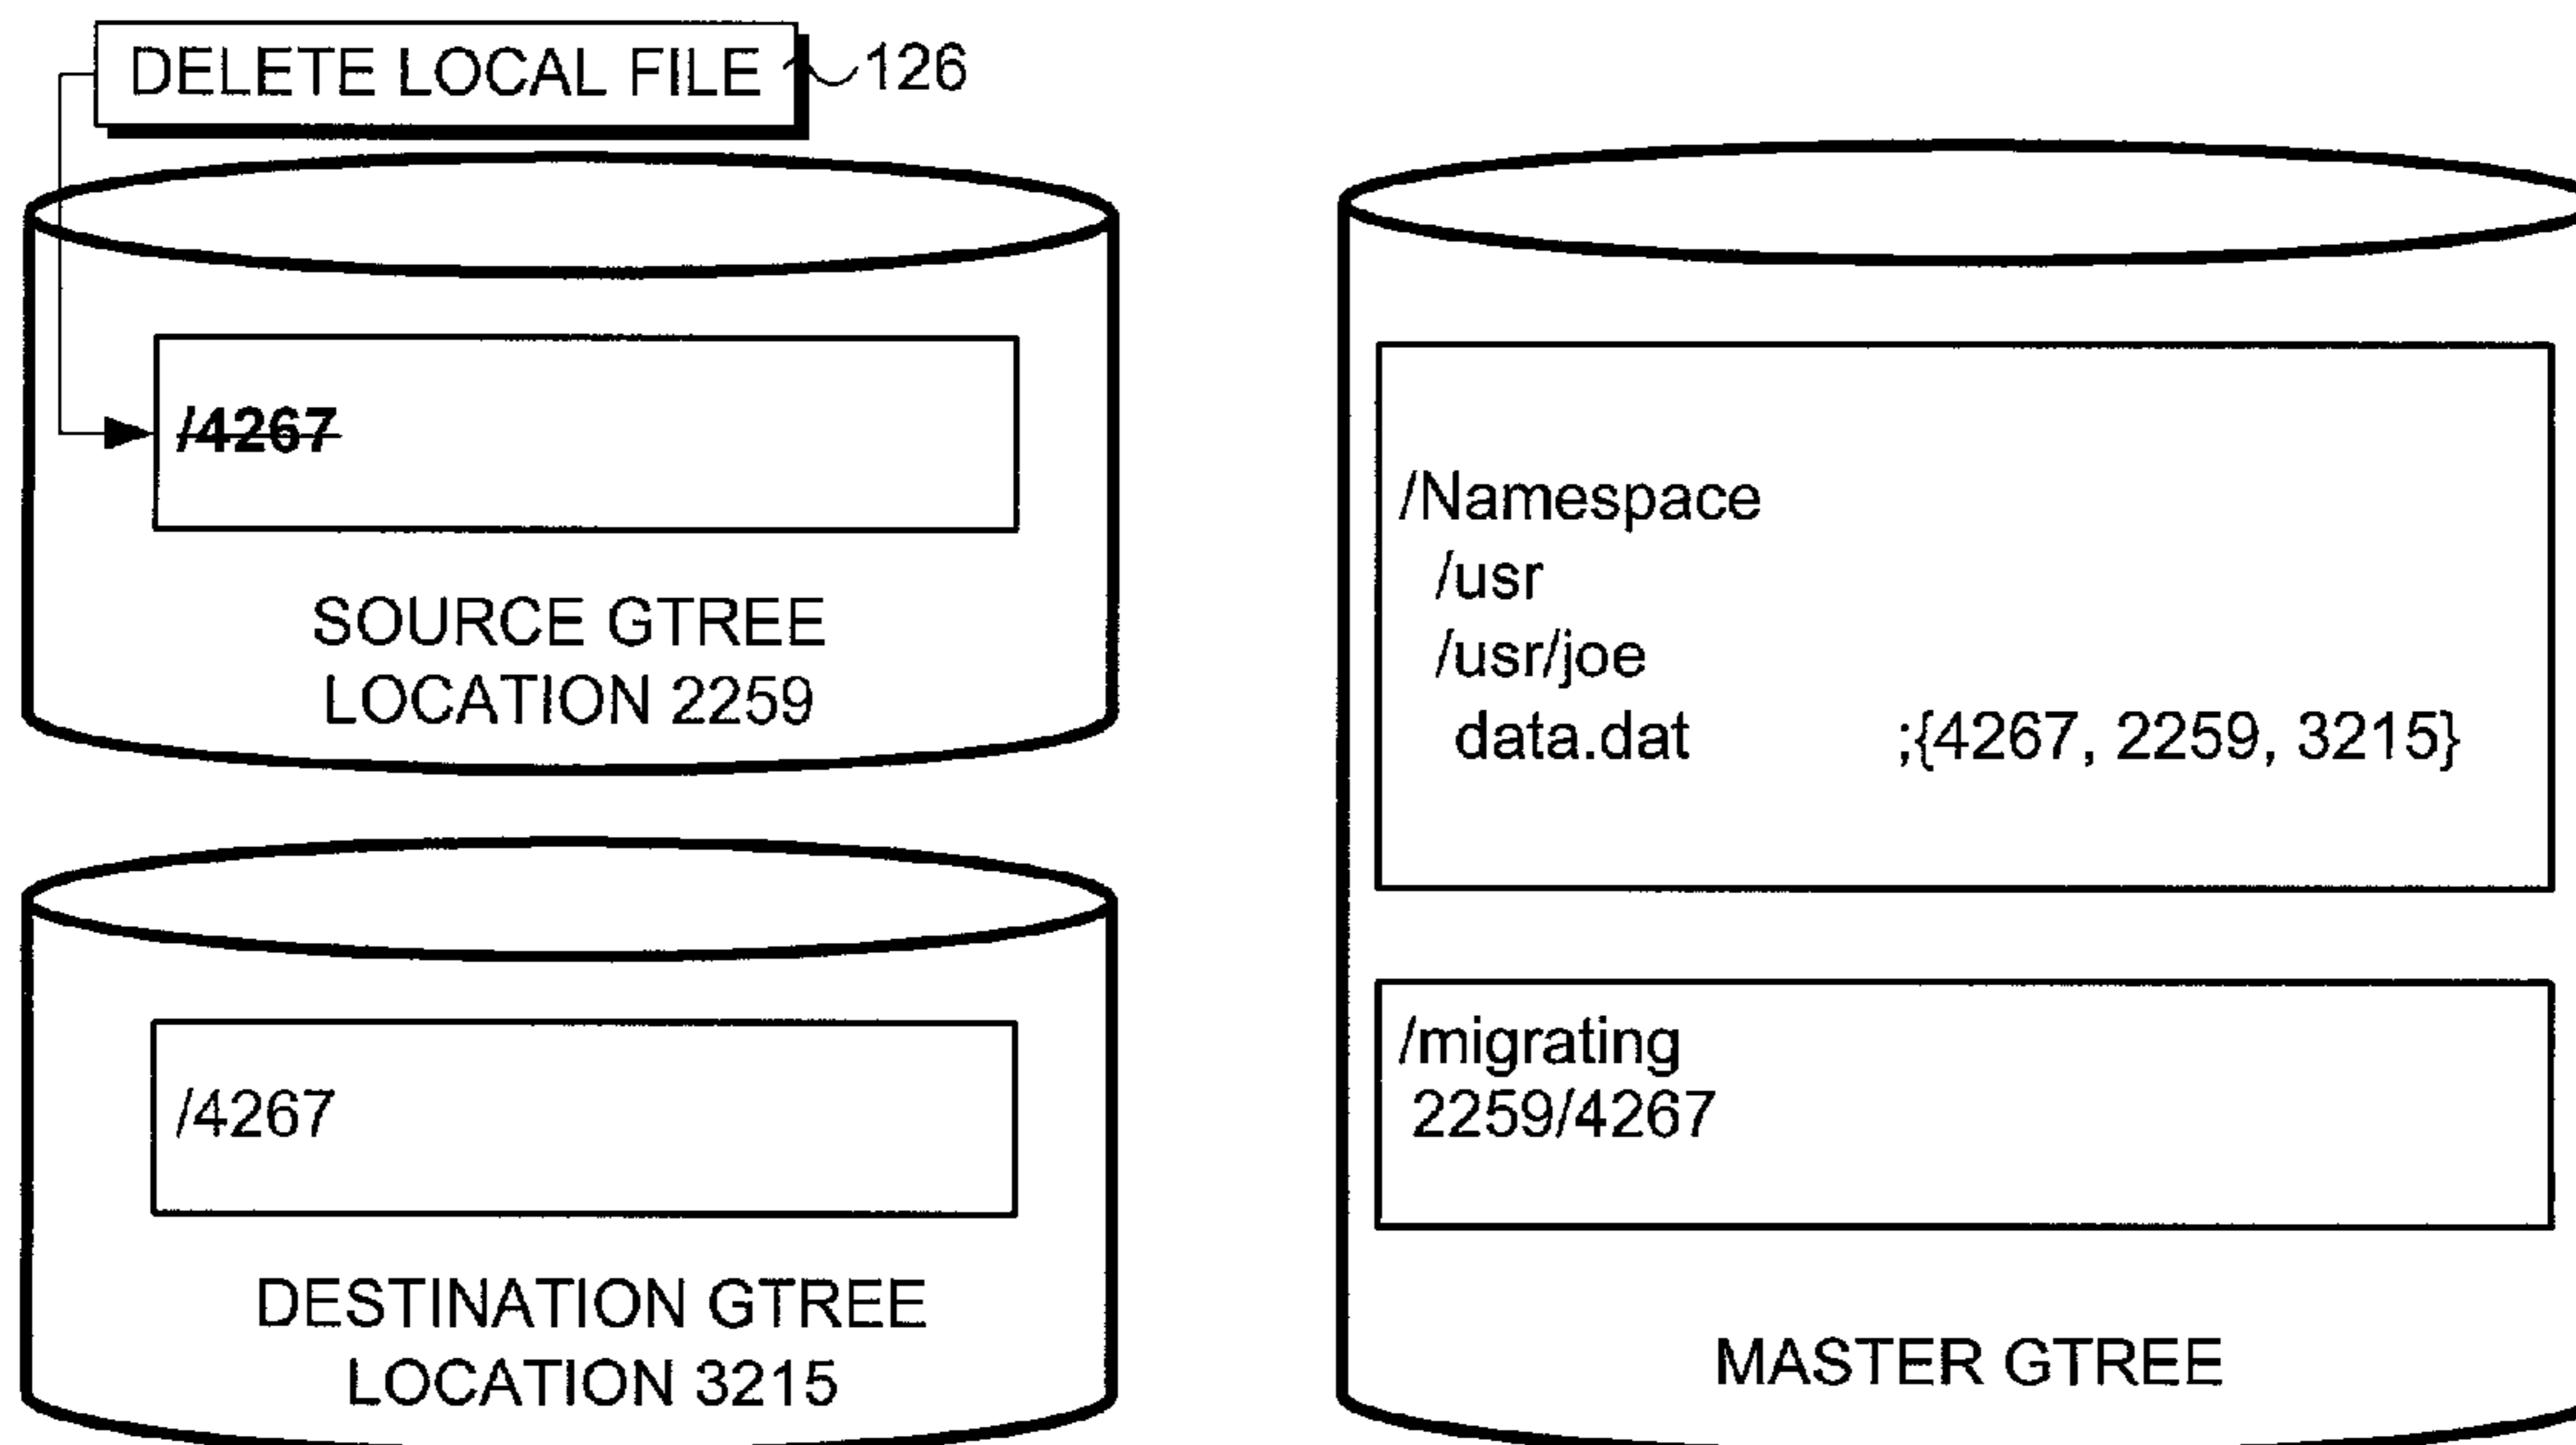 DELETE LOCAL FILE 126
/4267
SOURCE GTREE
LOCATION 2259
/4267
DESTINATION GTREE
LOCATION 3215
/Namespace
/usr
/usr/joe
data.dat ;{4267, 2259, 3215}
/migrating
2259/4267
MASTER GTREE